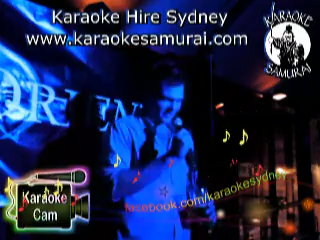 Karaoke Hire Sydney
www.karaokesamurai.com
KARAOKE
SAMURAI
Karaoke
Cam
facebook.com/karaokesydney